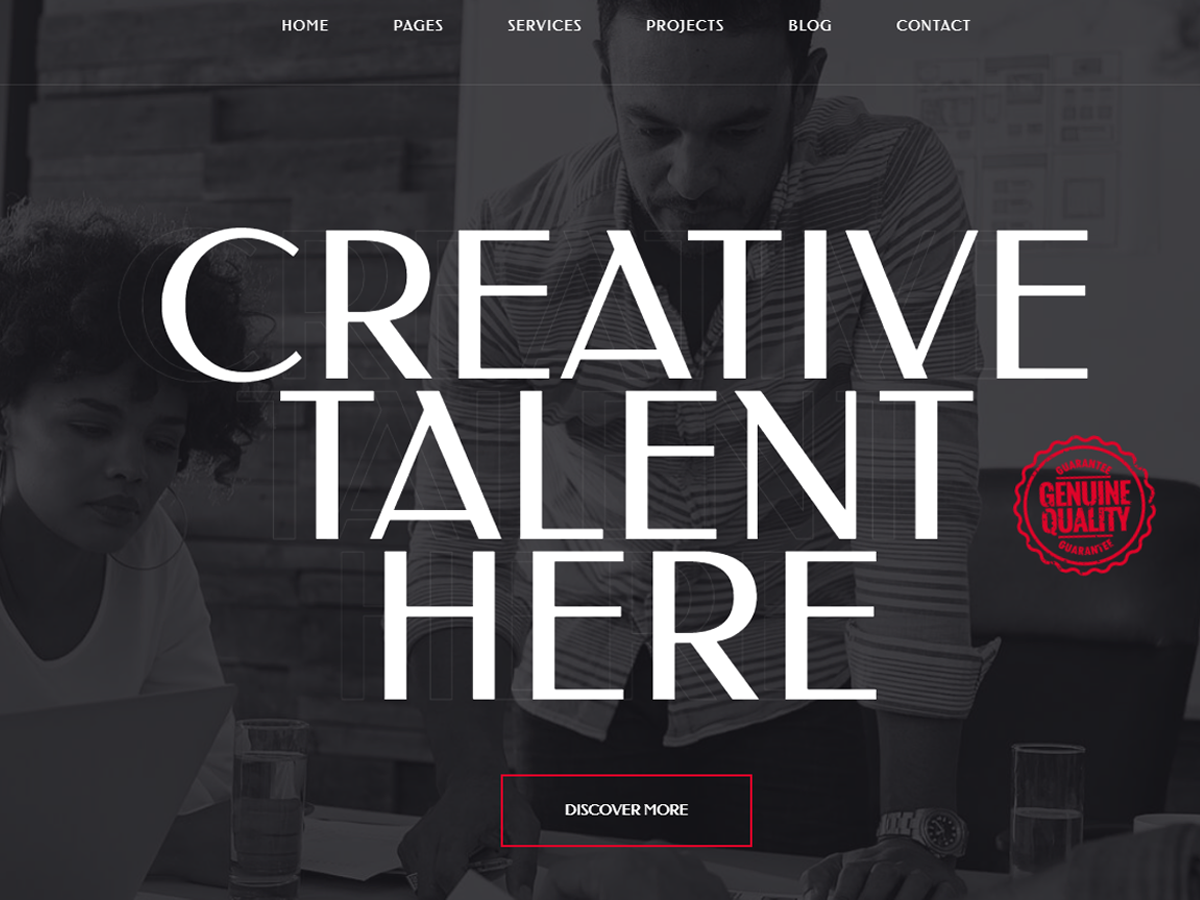 HOME PAGES SERVICES PROJECTS BLOG CONTACT
CREATIVE
TALENT
HERE
GUARANTEE
GENUINE
QUALITY
GUARANTEE
DISCOVER MORE